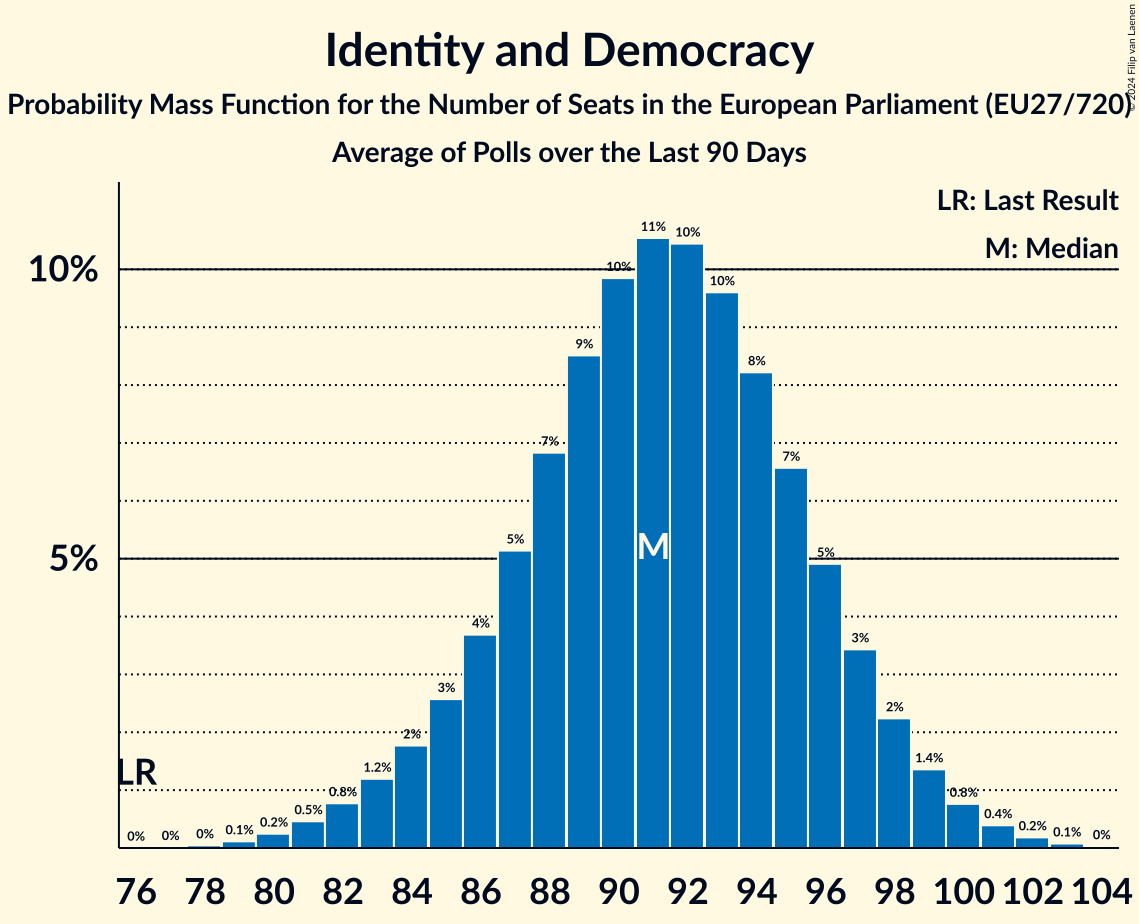 Identity and Democracy
Probability Mass Function for the Number of Seats in the European Parliament (EU27/720)
Average of Polls over the Last 90 Days
© 2024 Filip van Laenen
LR: Last Result
M: Median
10%
5%
LR
M
0% 0% 0% 0.1% 0.2% 0.5% 0.8% 1.2% 2% 3% 4% 5% 7% 9% 10% 11% 10% 10% 8% 7% 5% 3% 2% 1.4% 0.8% 0.4% 0.2% 0.1% 0%
76 78 80 82 84 86 88 90 92 94 96 98 100 102 104